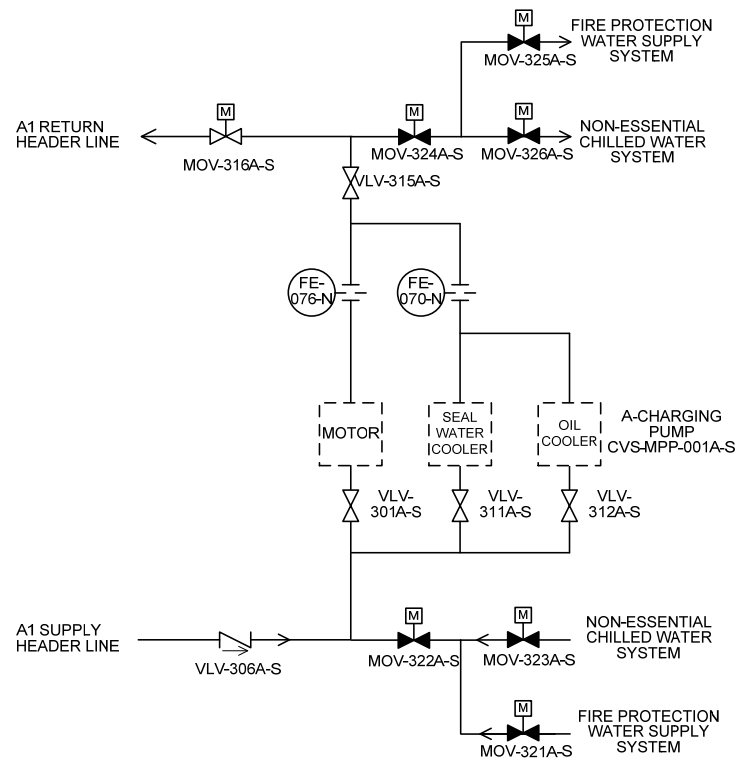 M
FIRE PROTECTION
WATER SUPPLY
SYSTEM
MOV-325A-S
M
M
M
A1 RETURN
HEADER LINE
NON-ESSENTIAL
CHILLED WATER
SYSTEM
MOV-316A-S
MOV-324A-S
MOV-326A-S
VLV-315A-S
FE-
076-N
FE-
070-N
MOTOR
SEAL
WATER
COOLER
OIL
COOLER
A-CHARGING
PUMP
CVS-MPP-001A-S
VLV-
301A-S
VLV-
311A-S
VLV-
312A-S
A1 SUPPLY
HEADER LINE
VLV-306A-S
M
M
MOV-322A-S
MOV-323A-S
NON-ESSENTIAL
CHILLED WATER
SYSTEM
M
MOV-321A-S
FIRE PROTECTION
WATER SUPPLY
SYSTEM